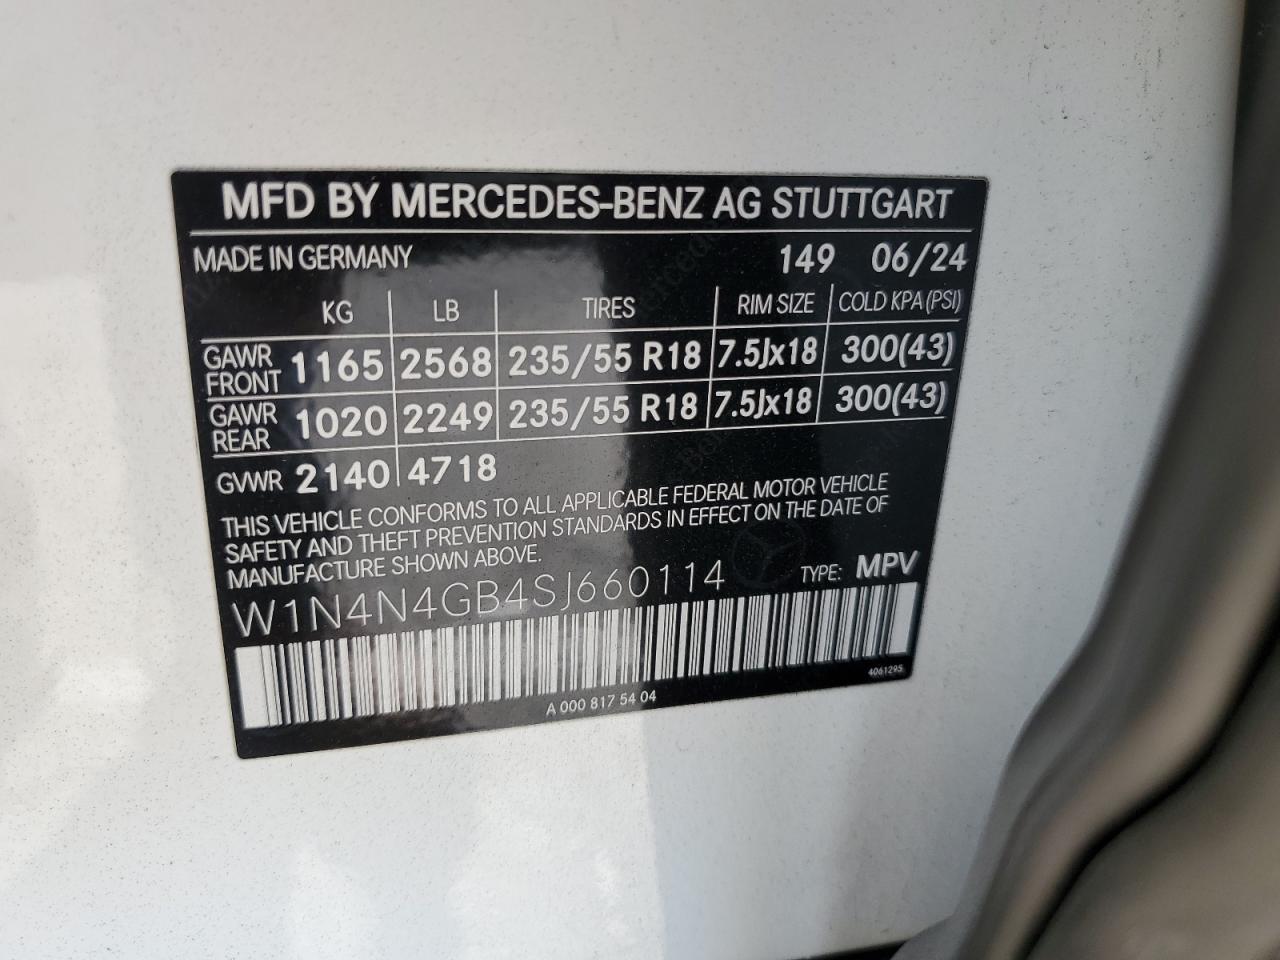 MFD BY MERCEDES-BENZ AG STUTTGART
MADE IN GERMANY 149 06/24
KG LB TIRES RIM SIZE COLD KPA (PSI)
GAWR FRONT 1165 2568 235/55 R18 7.5Jx18 300(43)
GAWR REAR 1020 2249 235/55 R18 7.5Jx18 300(43)
GVWR 2140 4718
THIS VEHICLE CONFORMS TO ALL APPLICABLE FEDERAL MOTOR VEHICLE
SAFETY AND THEFT PREVENTION STANDARDS IN EFFECT ON THE DATE OF
MANUFACTURE SHOWN ABOVE.
W1N4N4GB4SJ660114 TYPE: MPV
4061295
A 000 817 54 04